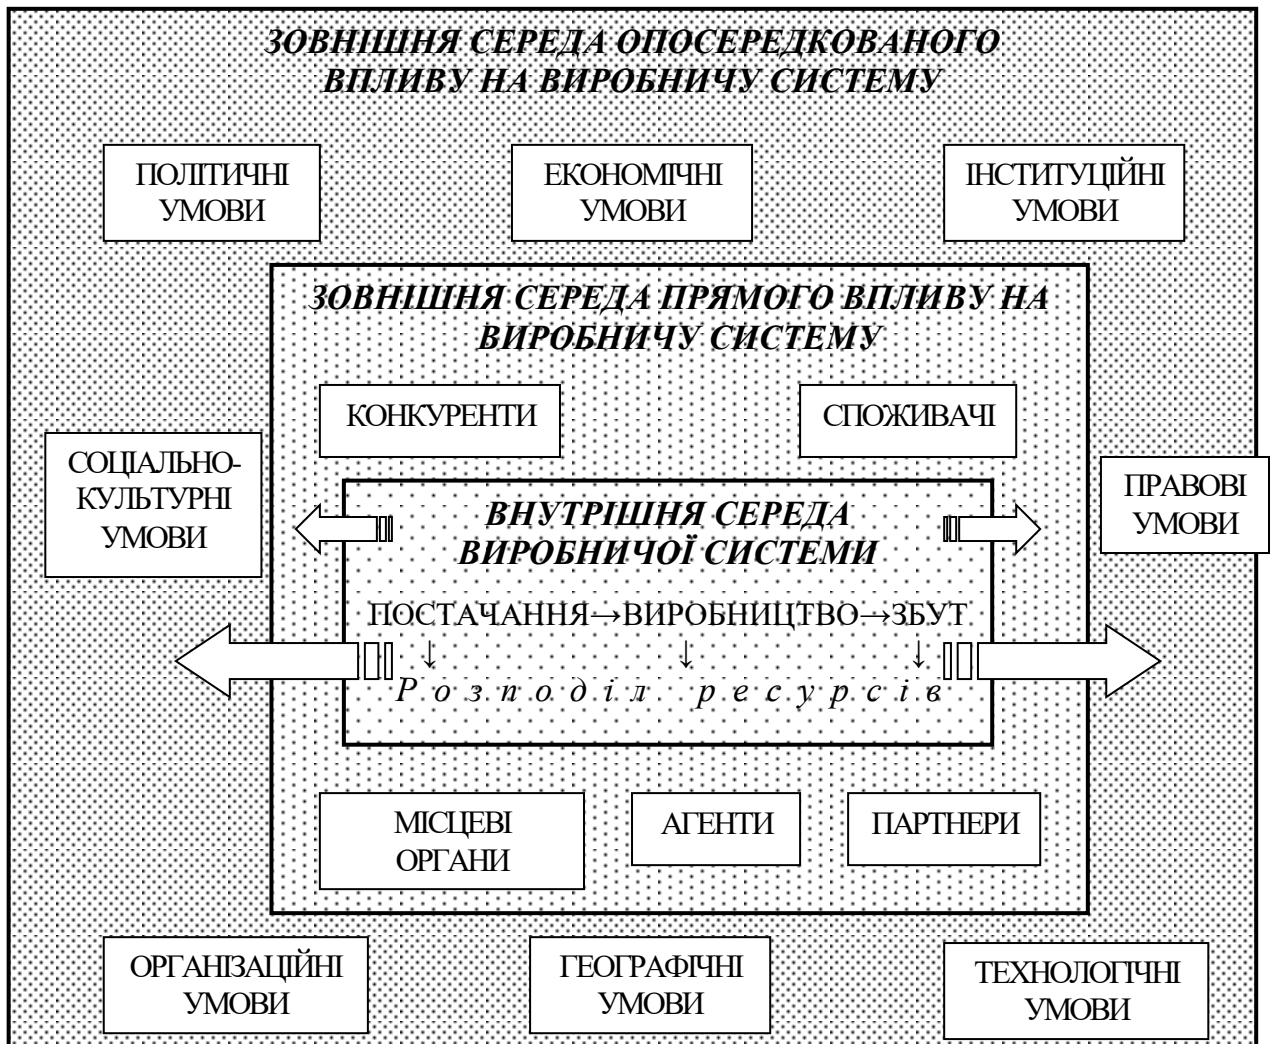 ЗОВНІШНЯ СЕРЕДА ОПОСЕРЕДКОВАНОГО
ВПЛИВУ НА ВИРОБНИЧУ СИСТЕМУ
ПОЛІТИЧНІ
УМОВИ
ЕКОНОМІЧНІ
УМОВИ
ІНСТИТУЦІЙНІ
УМОВИ
ЗОВНІШНЯ СЕРЕДА ПРЯМОГО ВПЛИВУ НА
ВИРОБНИЧУ СИСТЕМУ
КОНКУРЕНТИ
СПОЖИВАЧІ
СОЦІАЛЬНО-
КУЛЬТУРНІ
УМОВИ
ПРАВОВІ
УМОВИ
ВНУТРІШНЯ СЕРЕДА
ВИРОБНИЧОЇ СИСТЕМИ
ПОСТАЧАННЯ→ВИРОБНИЦТВО→ЗБУТ
↓ ↓ ↓
Розподіл ресурсів
МІСЦЕВІ
ОРГАНИ
АГЕНТИ
ПАРТНЕРИ
ОРГАНІЗАЦІЙНІ
УМОВИ
ГЕОГРАФІЧНІ
УМОВИ
ТЕХНОЛОГІЧНІ
УМОВИ